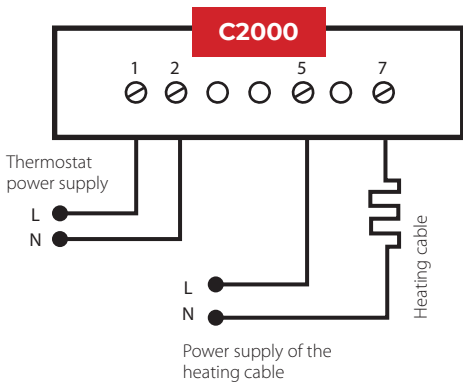 C2000
1 2 5 7
Thermostat
power supply
L
N
L
N
Heating cable
Power supply of the
heating cable